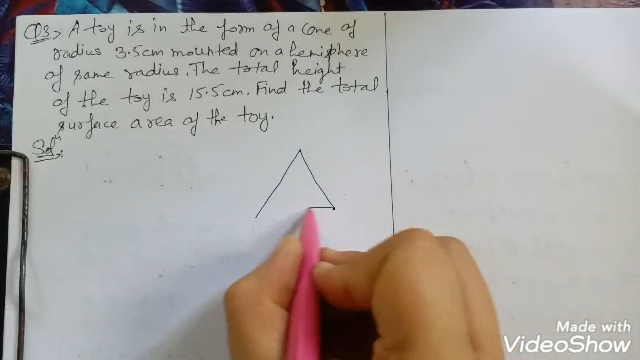 Q3> A toy is in the form of a cone of
radius 3.5cm mounted on a hemisphere
of same radius. The total height
of the toy is 15.5cm. Find the total
surface area of the toy.
Solⁿ:
Made with
VideoShow